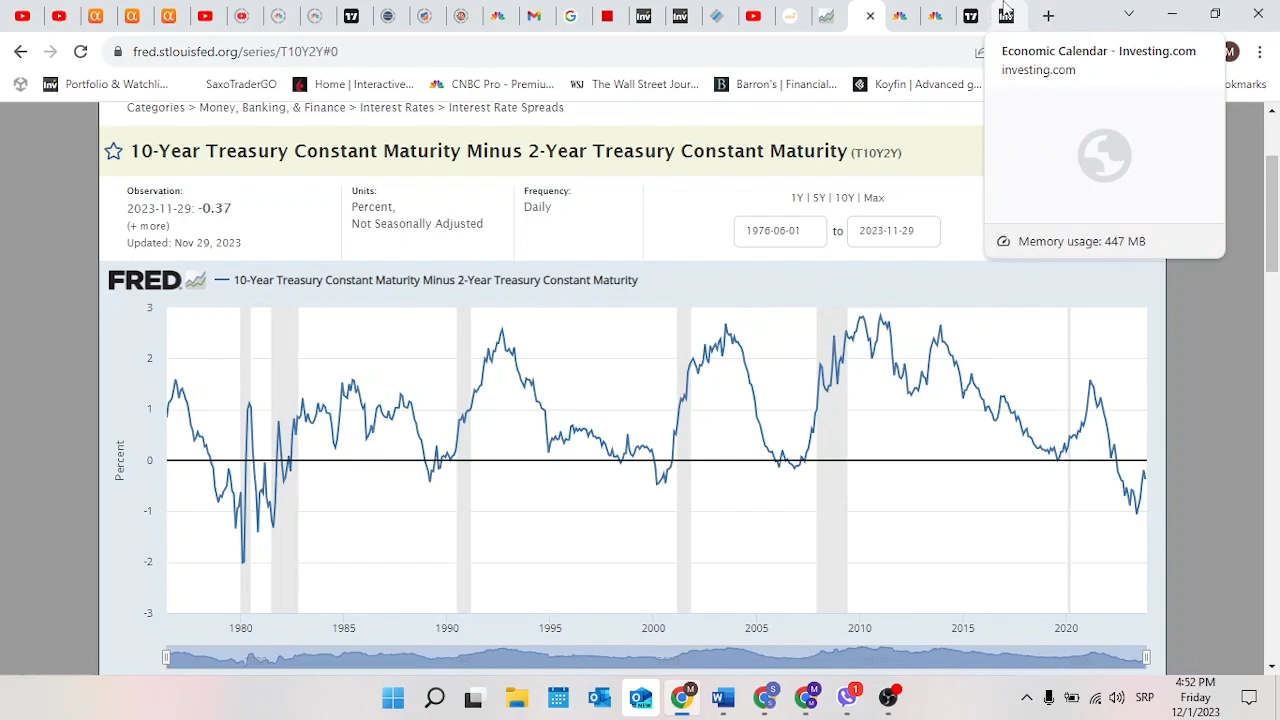 fred.stlouisfed.org/series/T10Y2Y#0
M
Portfolio & Watchli...
SaxoTraderGO
Home | Interactive...
CNBC Pro - Premiu...
WSJ The Wall Street Jour...
B Barron's | Financial...
Koyfin | Advanced g...
okmarks
Economic Calendar - Investing.com
investing.com
Memory usage: 447 MB
Categories > Money, Banking, & Finance > Interest Rates > Interest Rate Spreads
10-Year Treasury Constant Maturity Minus 2-Year Treasury Constant Maturity (T10Y2Y)
Observation:
2023-11-29: -0.37
(+ more)
Updated: Nov 29, 2023
Units:
Percent,
Not Seasonally Adjusted
Frequency:
Daily
1Y | 5Y | 10Y | Max
1976-06-01 to 2023-11-29
FRED 10-Year Treasury Constant Maturity Minus 2-Year Treasury Constant Maturity
Percent
3
2
1
0
-1
-2
-3
1980 1985 1990 1995 2000 2005 2010 2015 2020
SRP
4:52 PM
Friday
12/1/2023